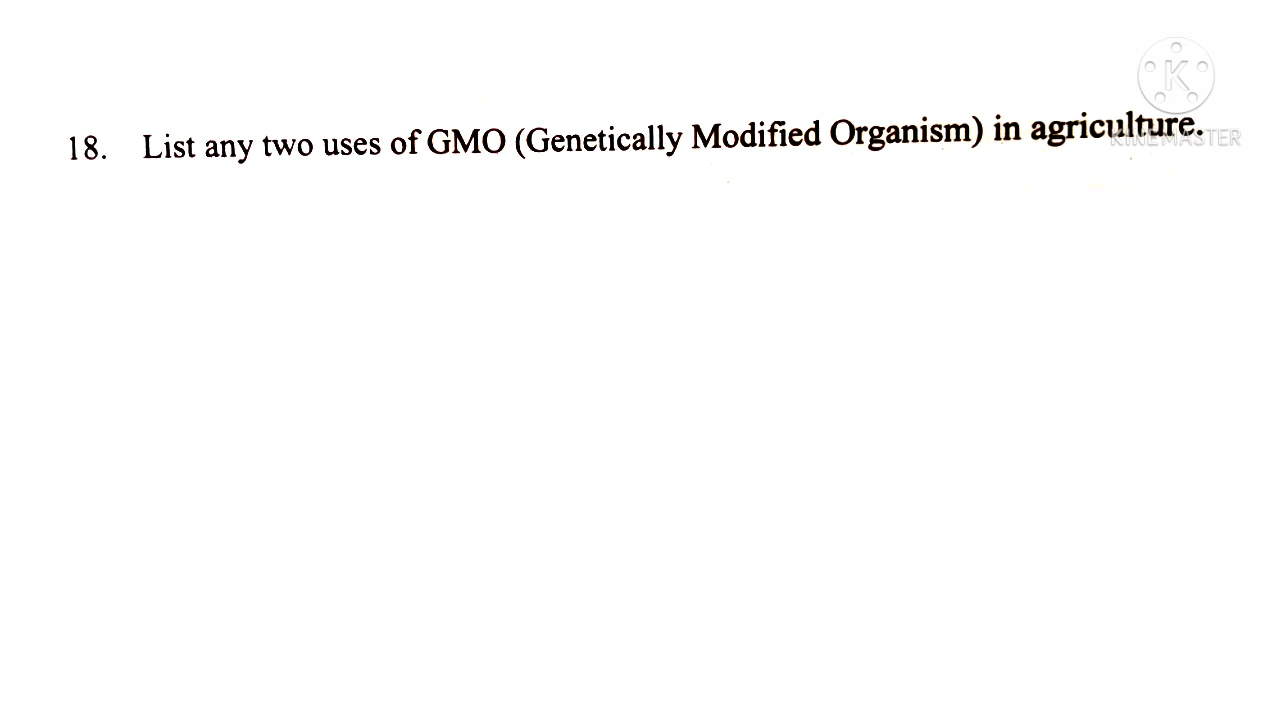 18. List any two uses of GMO (Genetically Modified Organism) in agriculture.
K
KINEMASTER